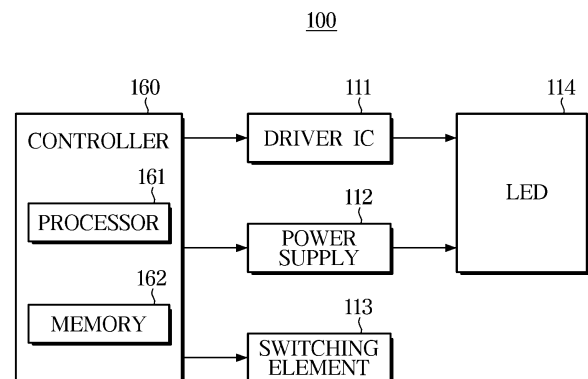 100
160
111
114
CONTROLLER
DRIVER IC
LED
161
PROCESSOR
112
POWER
SUPPLY
162
MEMORY
113
SWITCHING
ELEMENT